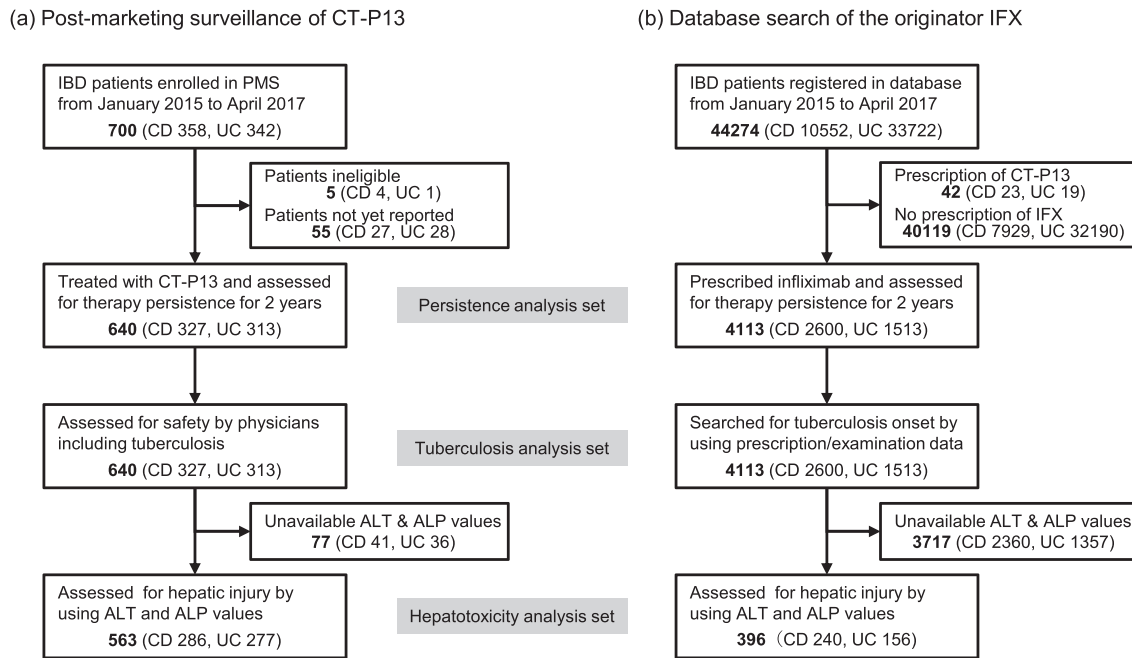 (a) Post-marketing surveillance of CT-P13
IBD patients enrolled in PMS
from January 2015 to April 2017
700 (CD 358, UC 342)
Patients ineligible
5 (CD 4, UC 1)
Patients not yet reported
55 (CD 27, UC 28)
Treated with CT-P13 and assessed
for therapy persistence for 2 years
640 (CD 327, UC 313)
Assessed for safety by physicians
including tuberculosis
640 (CD 327, UC 313)
Unavailable ALT & ALP values
77 (CD 41, UC 36)
Assessed for hepatic injury by
using ALT and ALP values
563 (CD 286, UC 277)
Persistence analysis set
Tuberculosis analysis set
Hepatotoxicity analysis set
(b) Database search of the originator IFX
IBD patients registered in database
from January 2015 to April 2017
44274 (CD 10552, UC 33722)
Prescription of CT-P13
42 (CD 23, UC 19)
No prescription of IFX
40119 (CD 7929, UC 32190)
Prescribed infliximab and assessed
for therapy persistence for 2 years
4113 (CD 2600, UC 1513)
Searched for tuberculosis onset by
using prescription/examination data
4113 (CD 2600, UC 1513)
Unavailable ALT & ALP values
3717 (CD 2360, UC 1357)
Assessed for hepatic injury by
using ALT and ALP values
396 (CD 240, UC 156)